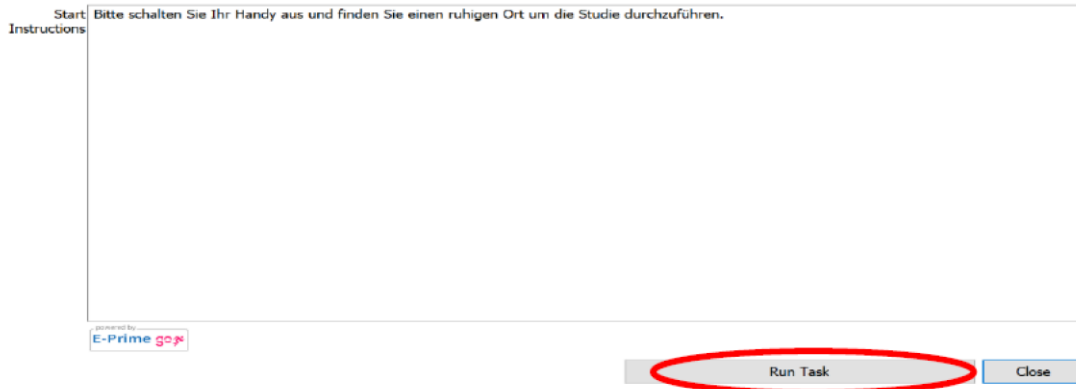 Start
Instructions
Bitte schalten Sie Ihr Handy aus und finden Sie einen ruhigen Ort um die Studie durchzuführen.
powered by
E-Prime go
Run Task
Close